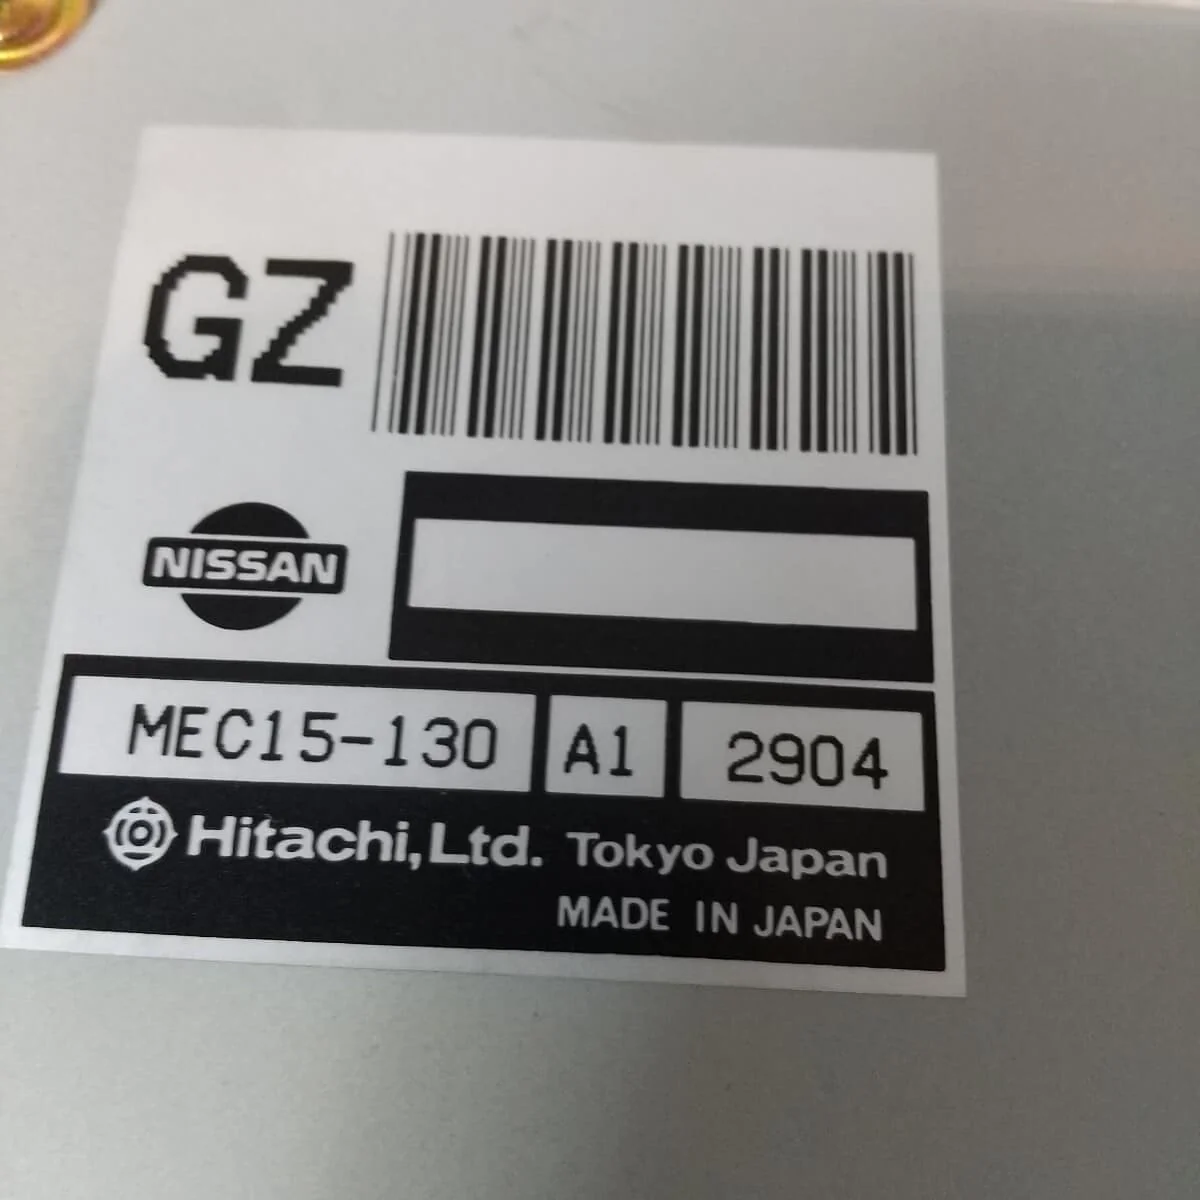 GZ
NISSAN
MEC15-130 A1 2904
Hitachi,Ltd. Tokyo Japan
MADE IN JAPAN